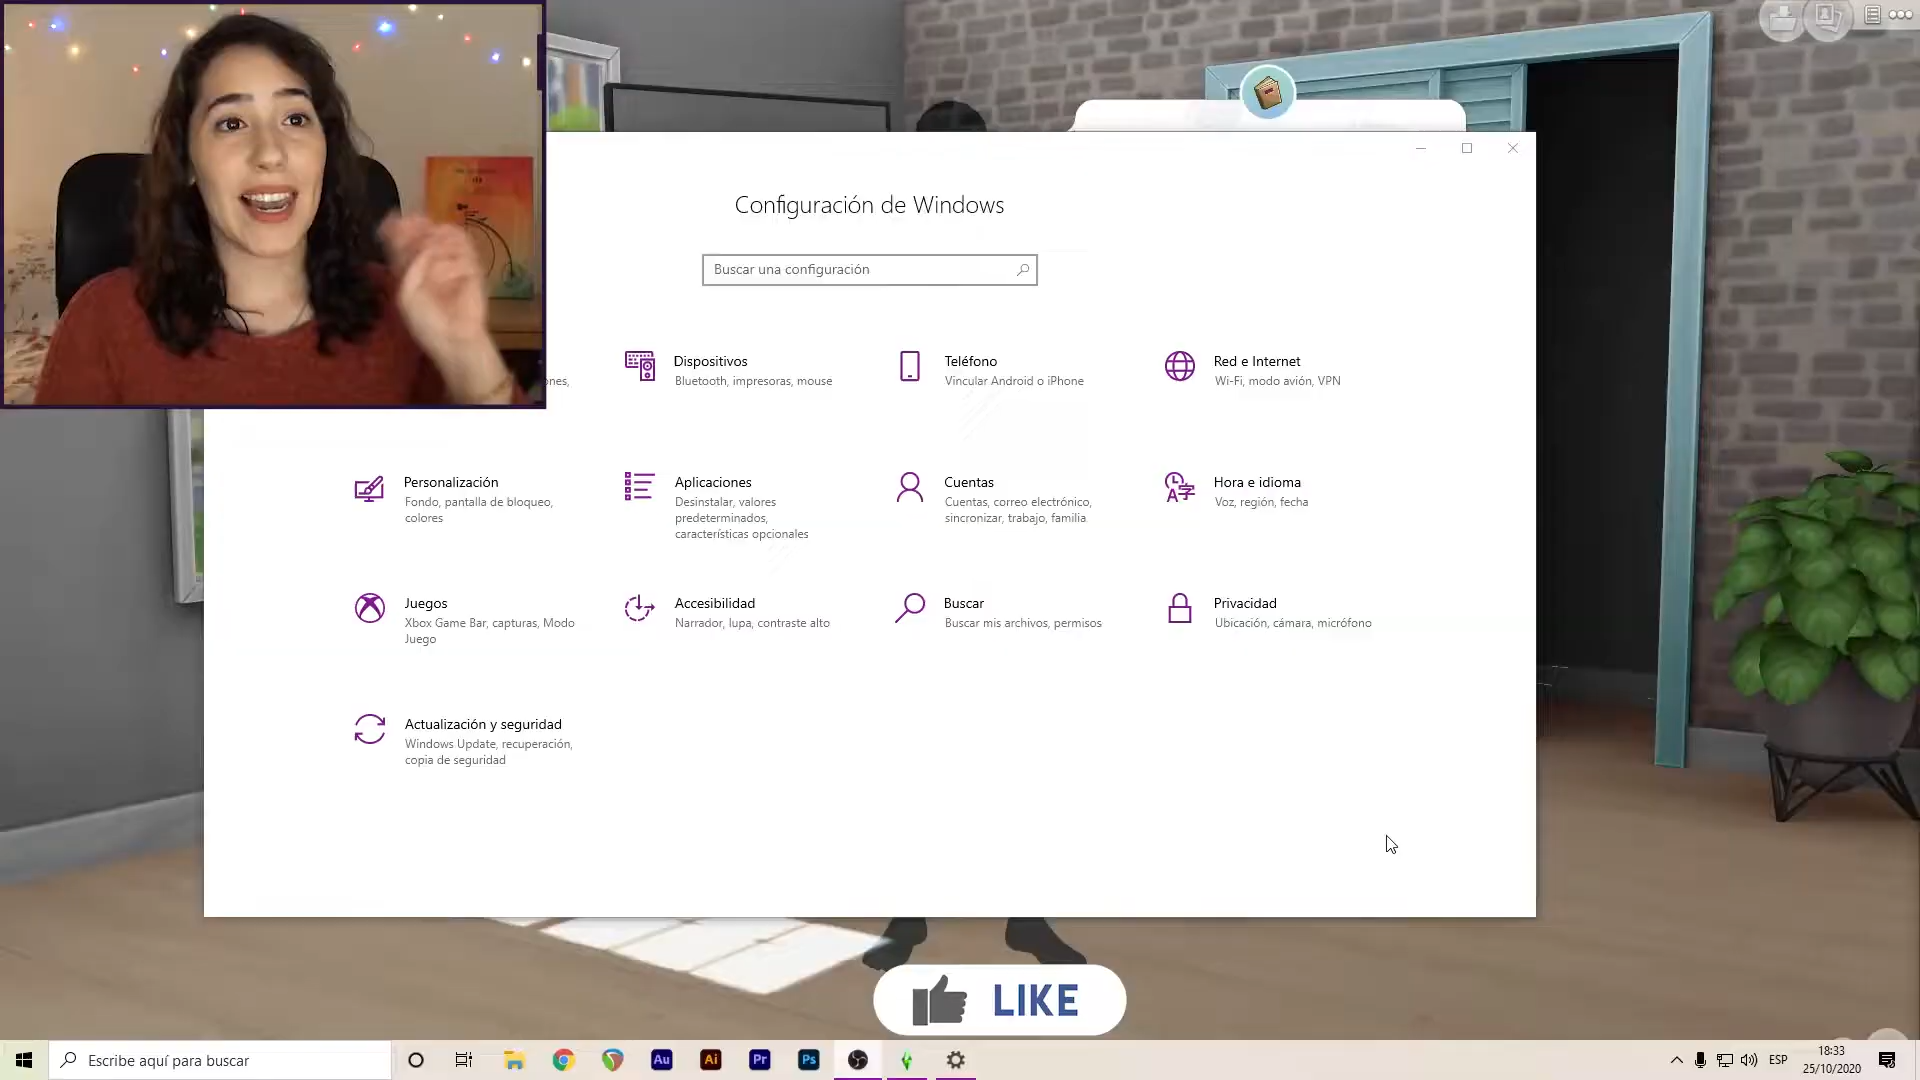 Configuración de Windows
Buscar una configuración
ones,
Dispositivos
Bluetooth, impresoras, mouse
Teléfono
Vincular Android o iPhone
Red e Internet
Wi-Fi, modo avión, VPN
Personalización
Fondo, pantalla de bloqueo,
colores
Aplicaciones
Desinstalar, valores
predeterminados,
características opcionales
Cuentas
Cuentas, correo electrónico,
sincronizar, trabajo, familia
Hora e idioma
Voz, región, fecha
Juegos
Xbox Game Bar, capturas, Modo
Juego
Accesibilidad
Narrador, lupa, contraste alto
Buscar
Buscar mis archivos, permisos
Privacidad
Ubicación, cámara, micrófono
Actualización y seguridad
Windows Update, recuperación,
copia de seguridad
LIKE
Escribe aquí para buscar
Au
Ai
Pr
Ps
ESP
18:33
25/10/2020